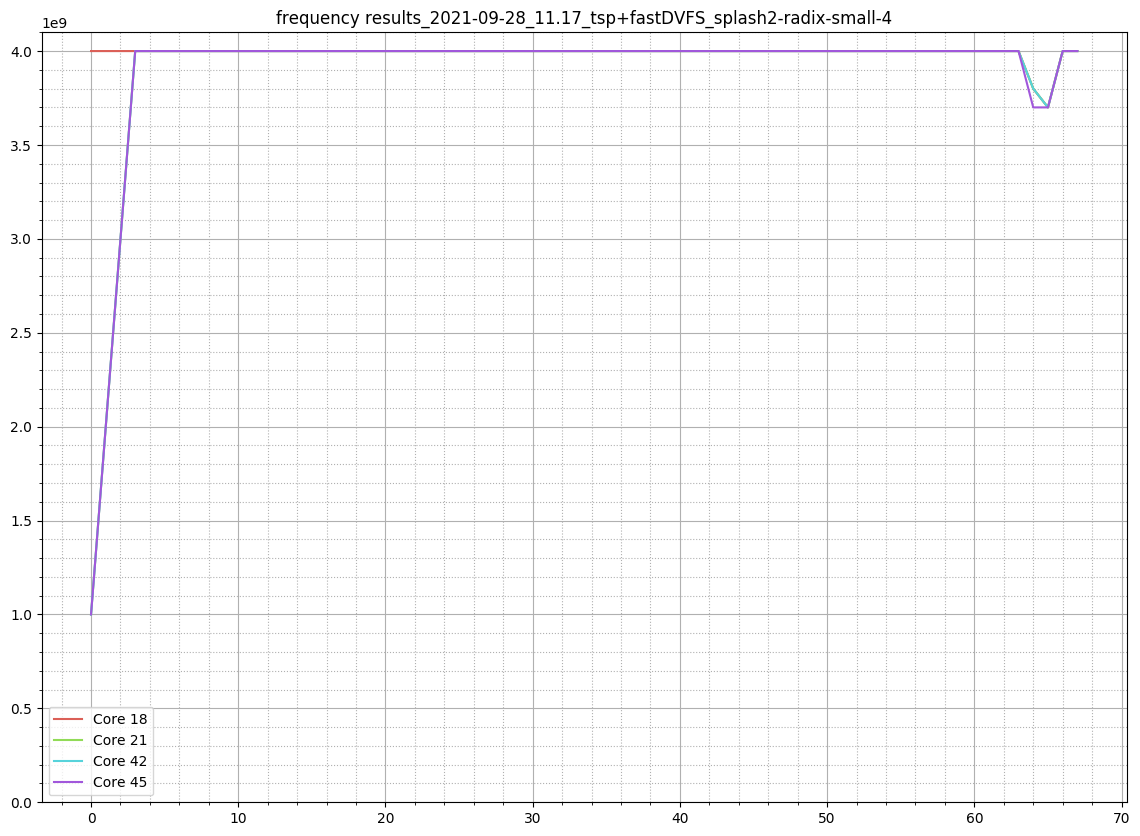 frequency results_2021-09-28_11.17_tsp+fastDVFS_splash2-radix-small-4
1e9
4.0
3.5
3.0
2.5
2.0
1.5
1.0
0.5
0.0
Core 18
Core 21
Core 42
Core 45
0 10 20 30 40 50 60 70